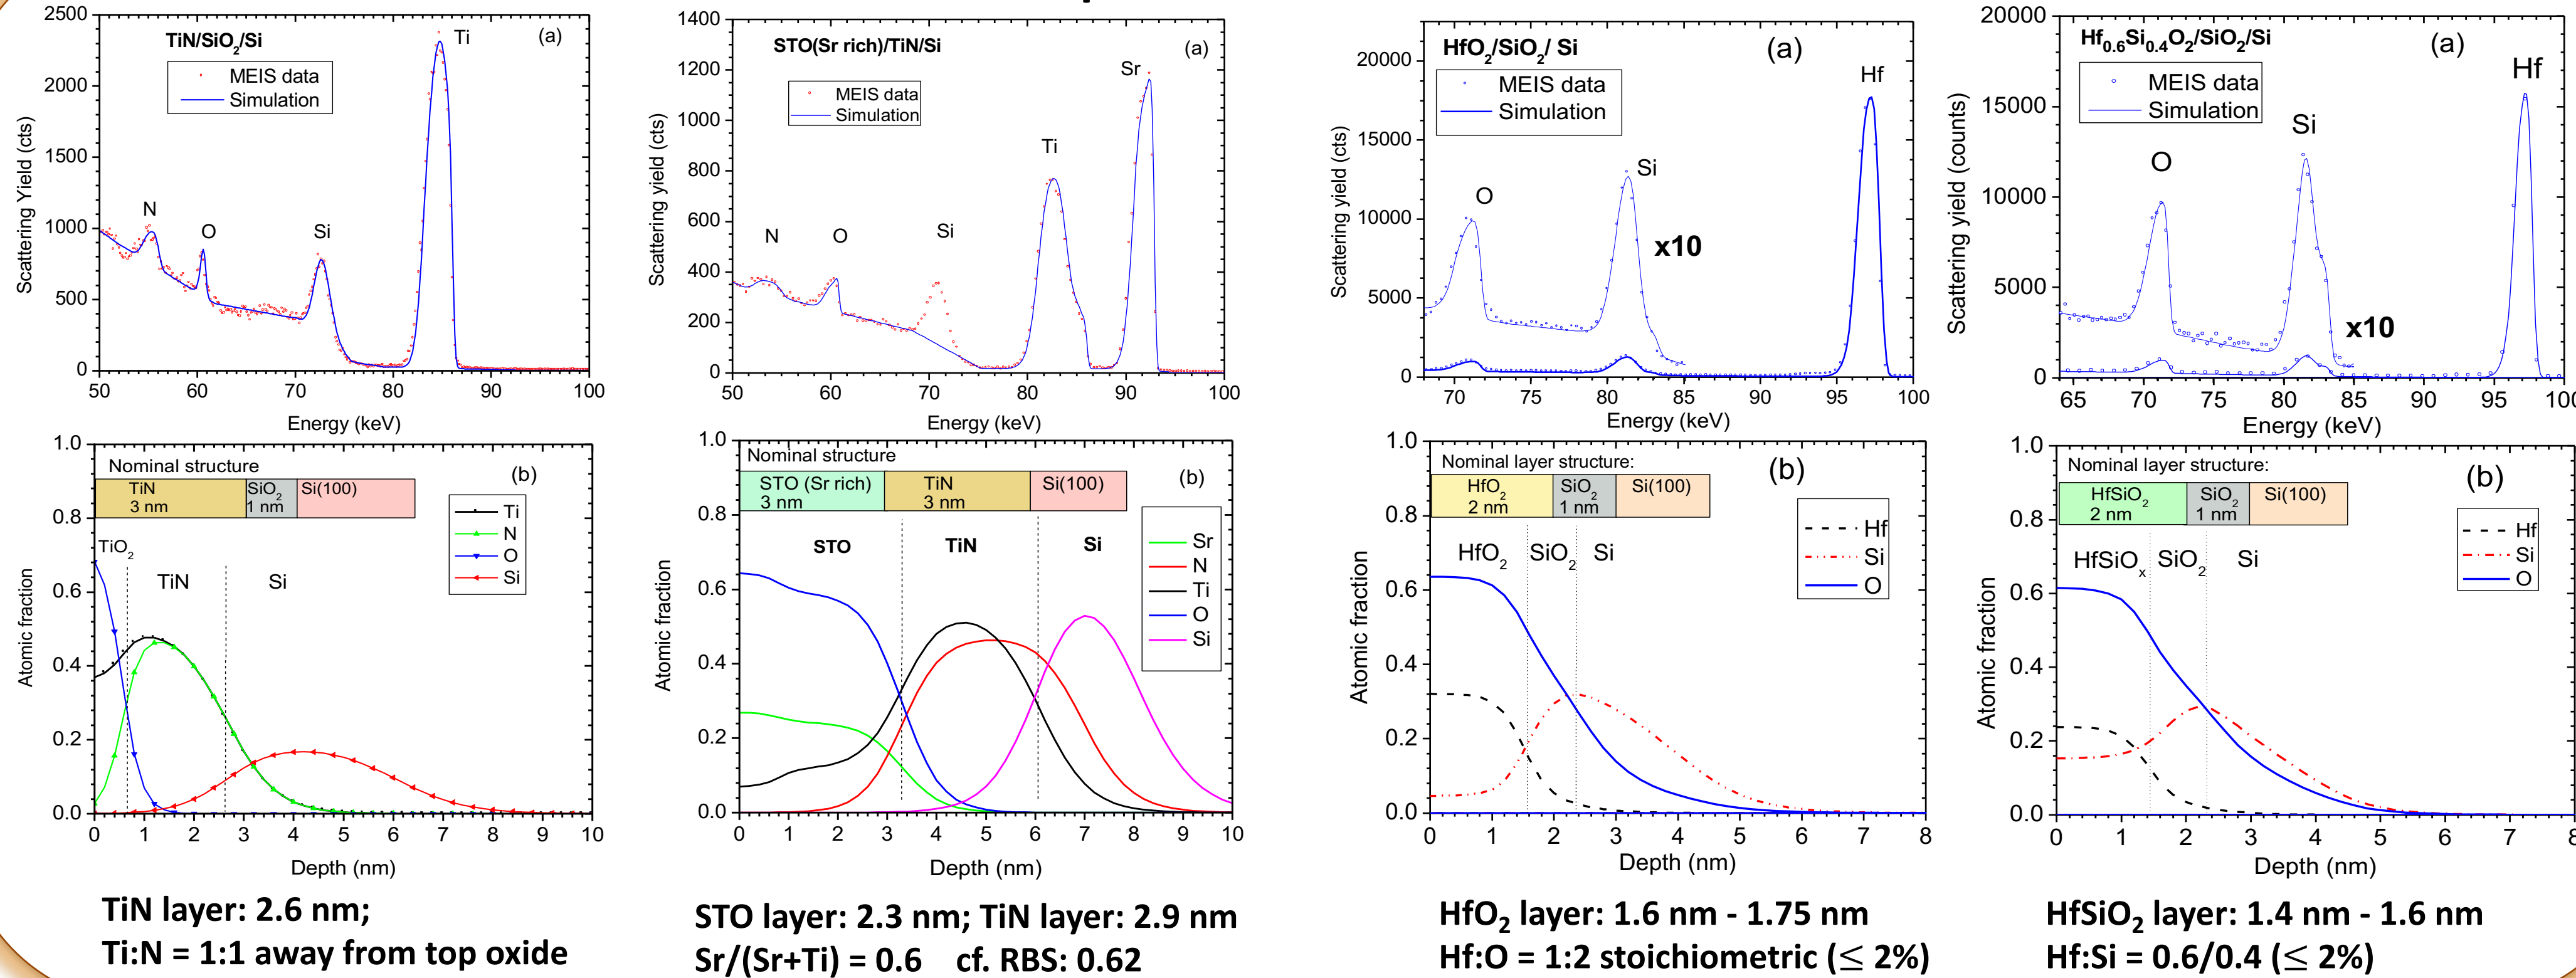 TiN/SiO2/Si
(a)
MEIS data
Simulation
Ti
N
O
Si
Scattering Yield (cts)
2500
2000
1500
1000
500
0
50 60 70 80 90 100
Energy (keV)
Nominal structure
(b)
TiN
3 nm
SiO2
1 nm
Si(100)
TiO2
TiN
Si
Ti
N
O
Si
Atomic fraction
1.0
0.8
0.6
0.4
0.2
0.0
0 1 2 3 4 5 6 7 8 9 10
Depth (nm)
TiN layer: 2.6 nm;
Ti:N = 1:1 away from top oxide
STO(Sr rich)/TiN/Si
(a)
MEIS data
Simulation
Sr
Ti
N
O
Si
Scattering yield (cts)
1400
1200
1000
800
600
400
200
0
50 60 70 80 90 100
Energy (keV)
Nominal structure
(b)
STO (Sr rich)
3 nm
TiN
3 nm
Si(100)
STO
TiN
Si
Sr
N
Ti
O
Si
Atomic fraction
1.0
0.8
0.6
0.4
0.2
0.0
0 1 2 3 4 5 6 7 8 9 10
Depth (nm)
STO layer: 2.3 nm; TiN layer: 2.9 nm
Sr/(Sr+Ti) = 0.6 cf. RBS: 0.62
HfO2/SiO2/ Si
(a)
MEIS data
Simulation
Hf
Si
O
x10
Scattering yield (cts)
20000
15000
10000
5000
0
70 75 80 85 90 95 100
Energy (keV)
Nominal layer structure:
(b)
HfO2
2 nm
SiO2
1 nm
Si(100)
HfO2
SiO2
Si
Hf
Si
O
Atomic fraction
1.0
0.8
0.6
0.4
0.2
0.0
0 1 2 3 4 5 6 7 8
Depth (nm)
HfO2 layer: 1.6 nm - 1.75 nm
Hf:O = 1:2 stoichiometric (≤ 2%)
Hf0.6Si0.4O2/SiO2/Si
(a)
MEIS data
Simulation
Hf
Si
O
x10
Scattering yield (counts)
20000
15000
10000
5000
0
65 70 75 80 85 90 95 100
Energy (keV)
Nominal layer structure:
(b)
HfSiO2
2 nm
SiO2
1 nm
Si(100)
HfSiOx
SiO2
Si
Hf
Si
O
Atomic fraction
1.0
0.8
0.6
0.4
0.2
0.0
0 1 2 3 4 5 6 7 8
Depth (nm)
HfSiO2 layer: 1.4 nm - 1.6 nm
Hf:Si = 0.6/0.4 (≤ 2%)